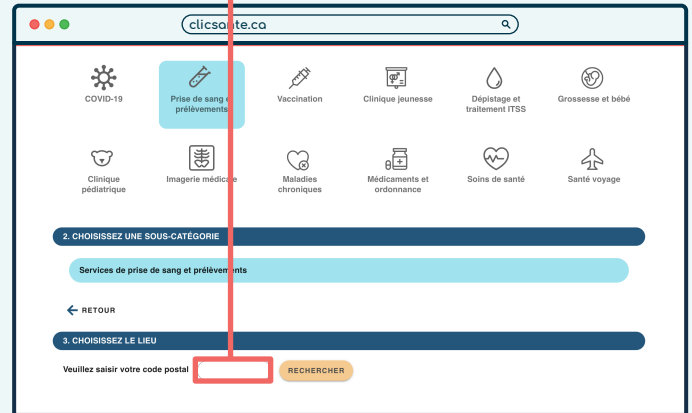 clicsante.ca
COVID-19
Prise de sang et
prélèvements
Vaccination
Clinique jeunesse
Dépistage et
traitement ITSS
Grossesse et bébé
Clinique
pédiatrique
Imagerie médicale
Maladies
chroniques
Médicaments et
ordonnance
Soins de santé
Santé voyage
2. CHOISISSEZ UNE SOUS-CATÉGORIE
Services de prise de sang et prélèvements
RETOUR
3. CHOISISSEZ LE LIEU
Veuillez saisir votre code postal
RECHERCHER